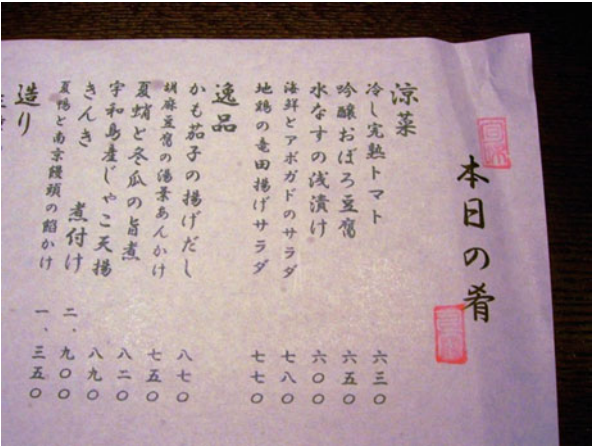 本日の肴
涼菜
冷し完熟トマト 六三〇
吟醸おぼろ豆富 六五〇
水なすの浅漬け 六〇〇
海鮮とアボガドのサラダ 七八〇
地鶏の竜田揚げサラダ 七七〇
逸品
かも茄子の揚げだし 八七〇
胡麻豆富の湯葉あんかけ 七五〇
夏蛸と冬瓜の旨煮 八二〇
宇和島産じゃこ天揚 八九〇
きんき 煮付け 二、九〇〇
夏鴨と南京饅頭の餡かけ 一、三五〇
造り